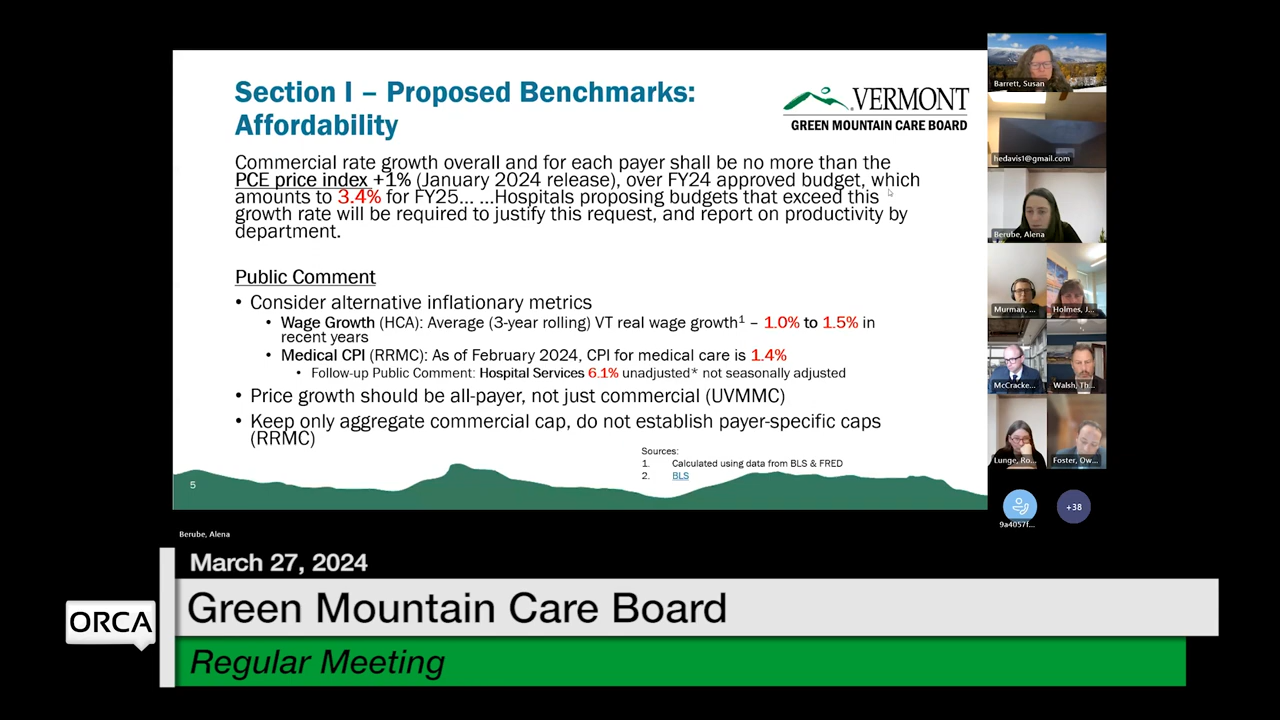 Section I – Proposed Benchmarks:
Affordability
VERMONT
GREEN MOUNTAIN CARE BOARD
Commercial rate growth overall and for each payer shall be no more than the
PCE price index +1% (January 2024 release), over FY24 approved budget, which
amounts to 3.4% for FY25... ...Hospitals proposing budgets that exceed this
growth rate will be required to justify this request, and report on productivity by
department.
Public Comment
• Consider alternative inflationary metrics
• Wage Growth (HCA): Average (3-year rolling) VT real wage growth1 – 1.0% to 1.5% in
recent years
• Medical CPI (RRMC): As of February 2024, CPI for medical care is 1.4%
• Follow-up Public Comment: Hospital Services 6.1% unadjusted* not seasonally adjusted
• Price growth should be all-payer, not just commercial (UVMMC)
• Keep only aggregate commercial cap, do not establish payer-specific caps
(RRMC)
Sources:
1. Calculated using data from BLS & FRED
2. BLS
5
Barrett, Susan
hedavis1@gmail.com
Berube, Alena
Murman, ...
Holmes, J...
McCracke...
Walsh, Th...
Lunge, Ro...
Foster, Ow...
9a4057f...
+38
Berube, Alena
March 27, 2024
ORCA
Green Mountain Care Board
Regular Meeting